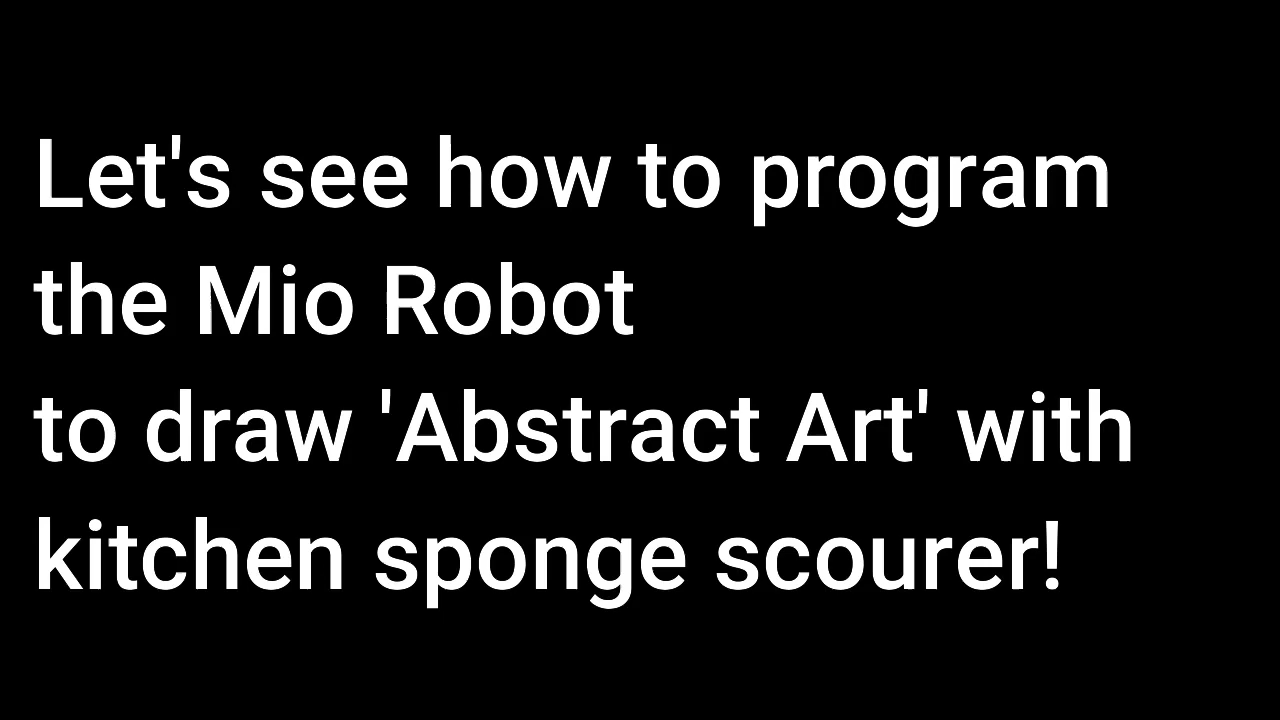 Let's see how to program
the Mio Robot
to draw 'Abstract Art' with
kitchen sponge scourer!